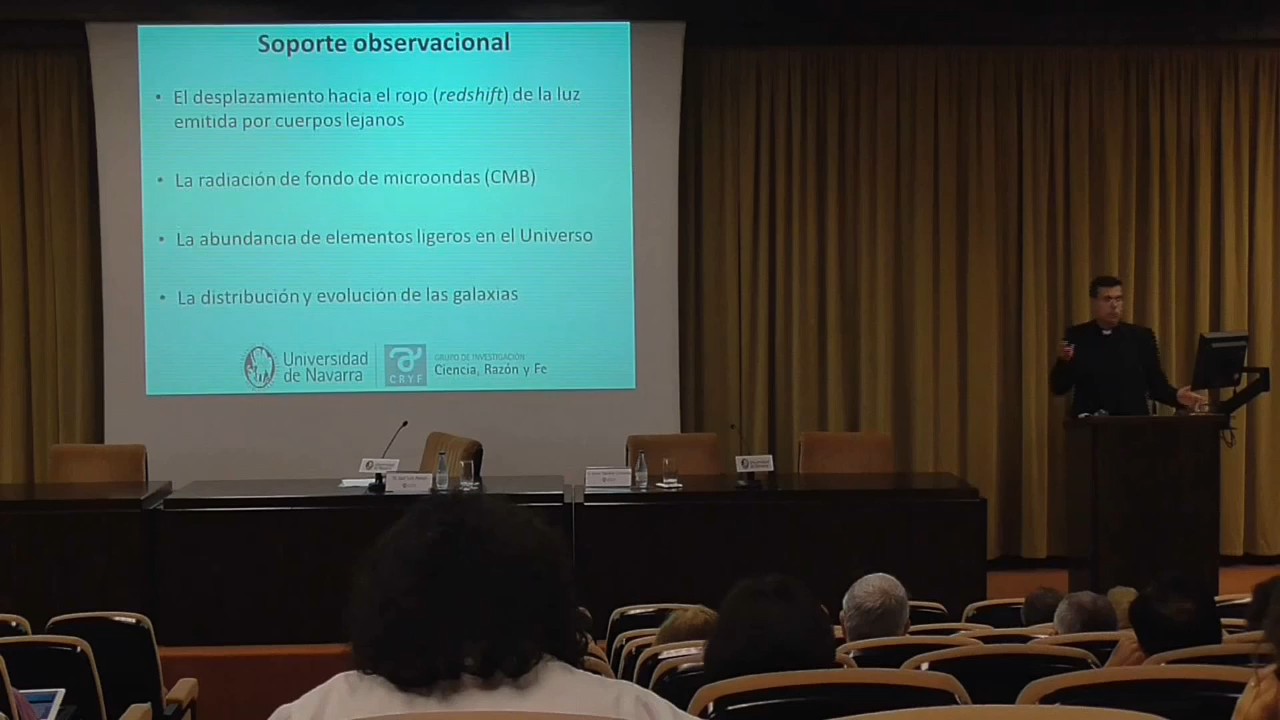 Soporte observacional
• El desplazamiento hacia el rojo (redshift) de la luz
emitida por cuerpos lejanos
• La radiación de fondo de microondas (CMB)
• La abundancia de elementos ligeros en el Universo
• La distribución y evolución de las galaxias
Universidad
de Navarra
CRYF
GRUPO DE INVESTIGACIÓN
Ciencia, Razón y Fe